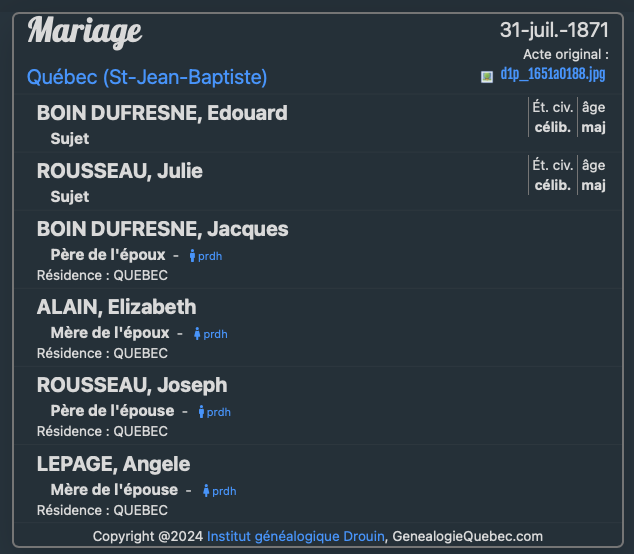 Mariage
31-juil.-1871
Acte original :
Québec (St-Jean-Baptiste)
d1p_1651a0188.jpg
BOIN DUFRESNE, Edouard
Ét. civ. âge
Sujet
célib. maj
ROUSSEAU, Julie
Ét. civ. âge
Sujet
célib. maj
BOIN DUFRESNE, Jacques
Père de l'époux - prdh
Résidence : QUEBEC
ALAIN, Elizabeth
Mère de l'époux - prdh
Résidence : QUEBEC
ROUSSEAU, Joseph
Père de l'épouse - prdh
Résidence : QUEBEC
LEPAGE, Angele
Mère de l'épouse - prdh
Résidence : QUEBEC
Copyright @2024 Institut généalogique Drouin, GenealogieQuebec.com